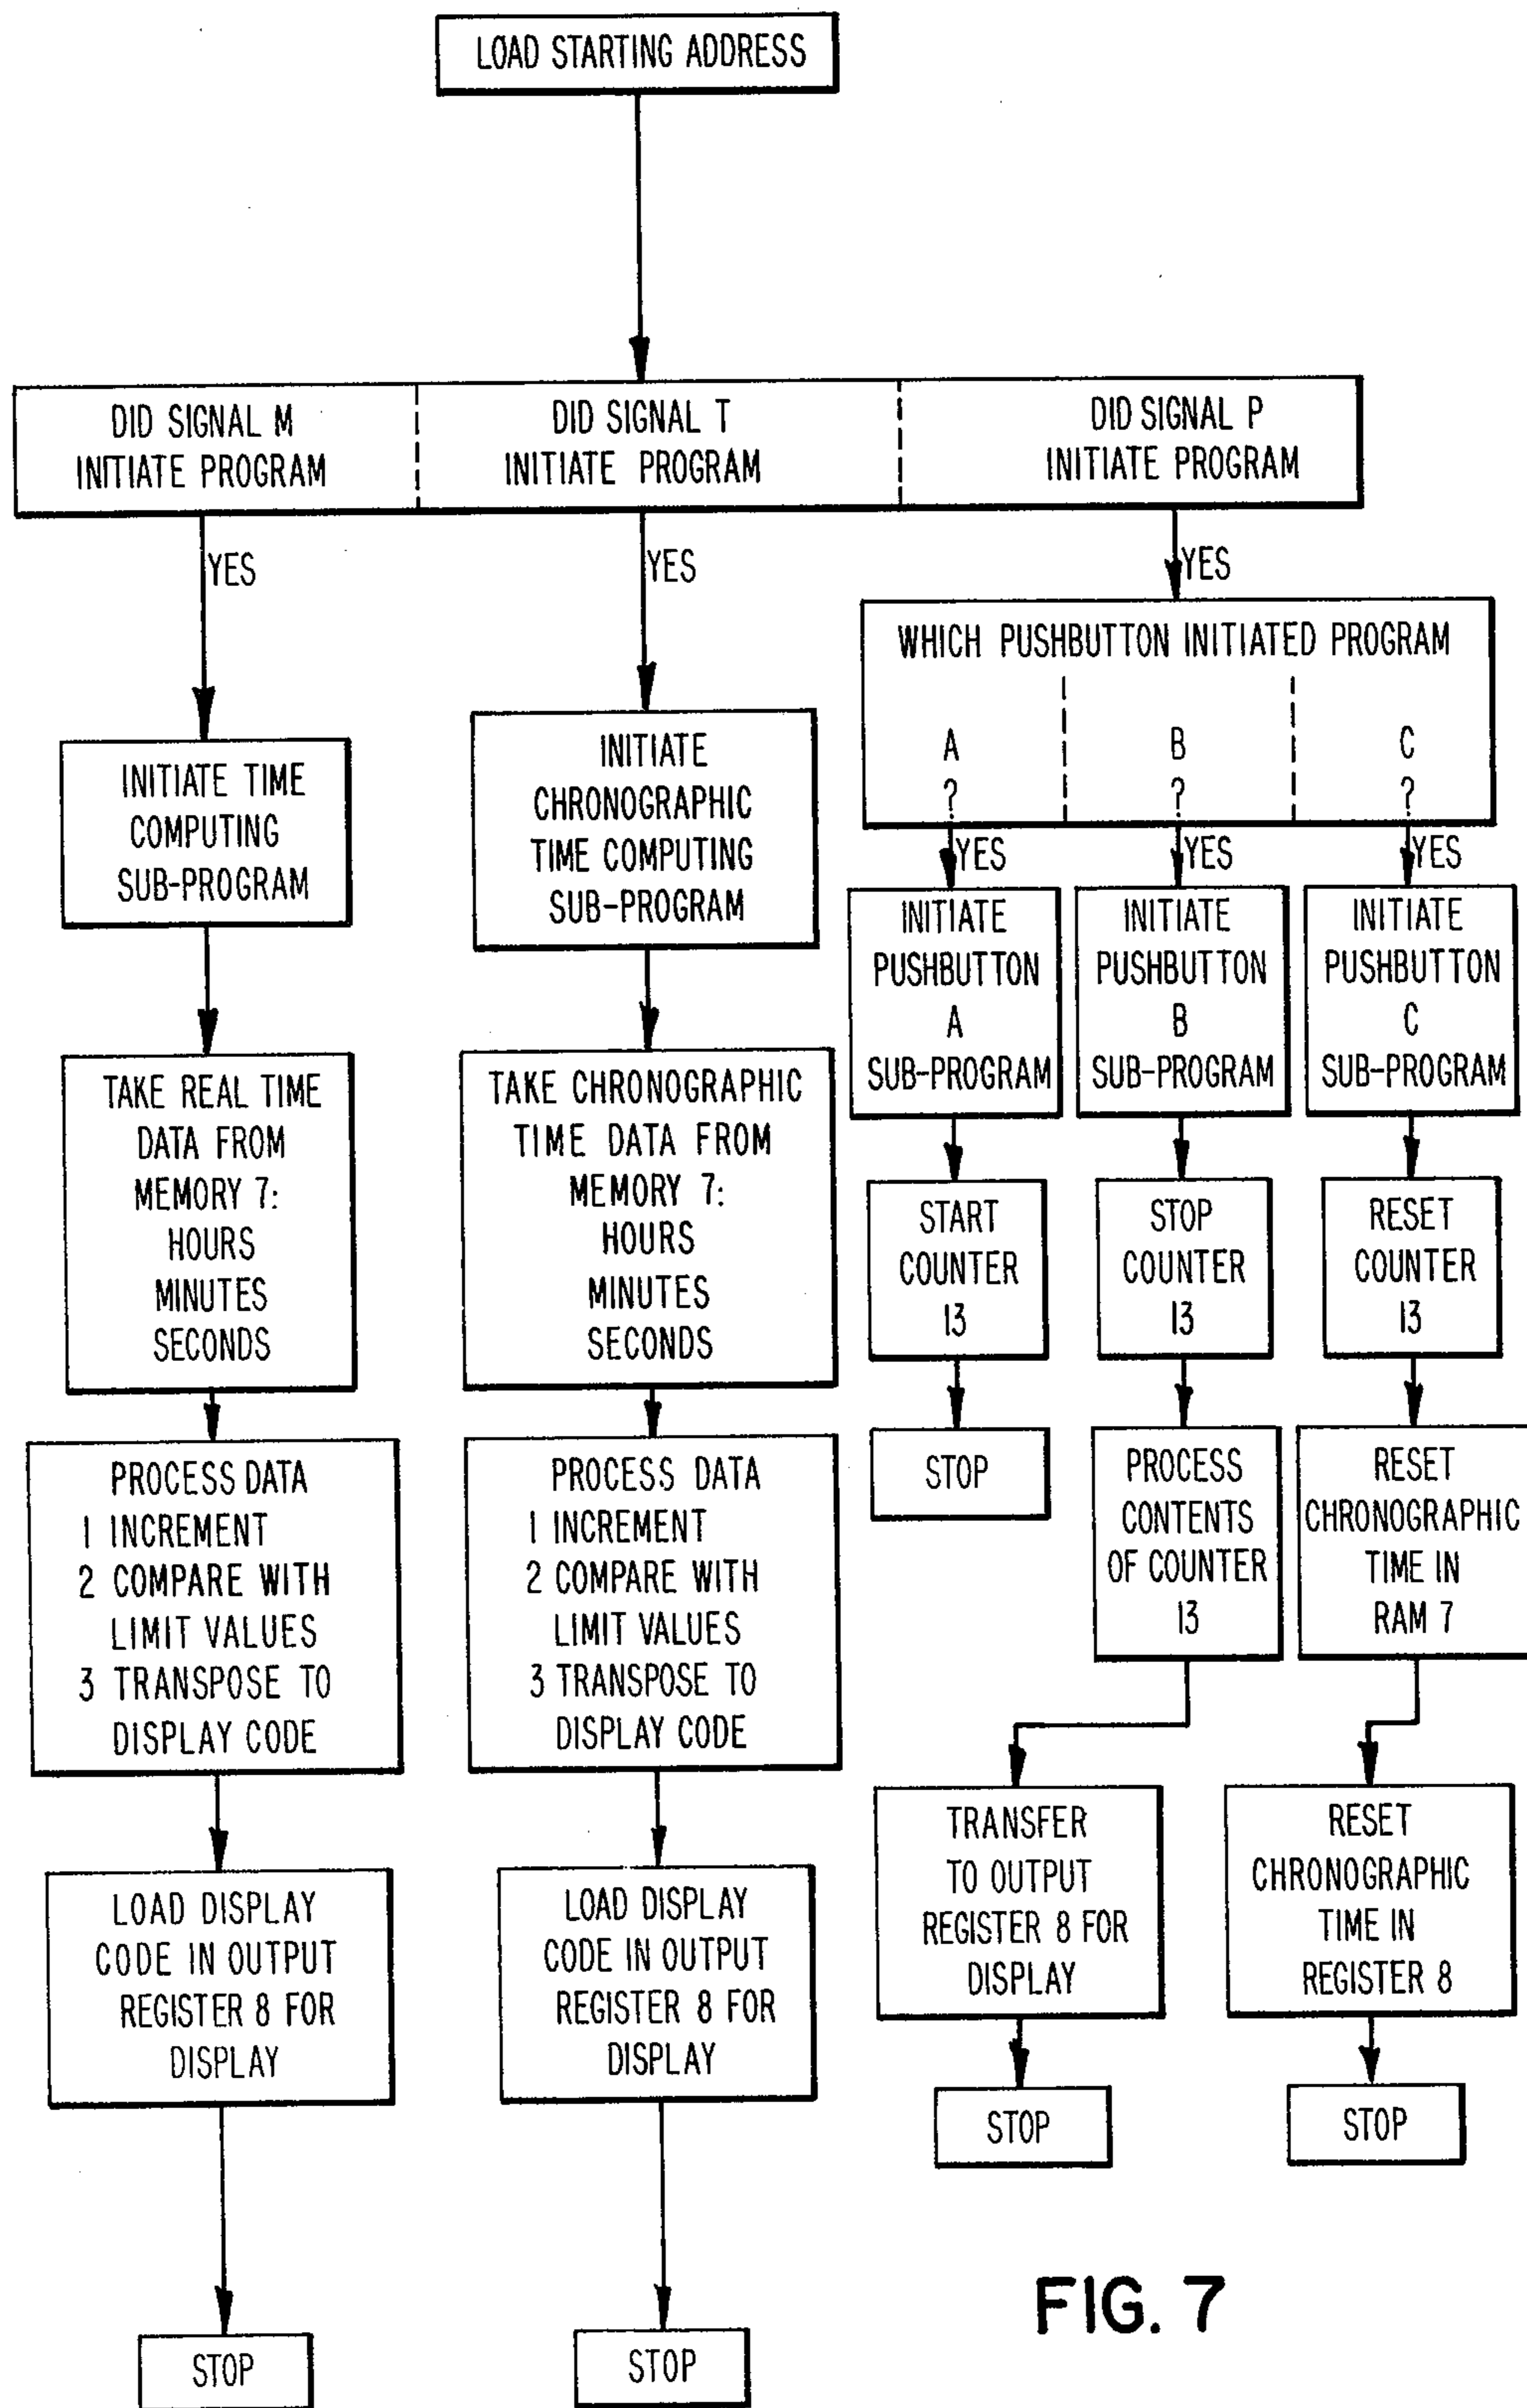 LOAD STARTING ADDRESS
DID SIGNAL M
INITIATE PROGRAM
DID SIGNAL T
INITIATE PROGRAM
DID SIGNAL P
INITIATE PROGRAM
YES
YES
YES
WHICH PUSHBUTTON INITIATED PROGRAM
A
?
B
?
C
?
YES
YES
YES
INITIATE TIME
COMPUTING
SUB-PROGRAM
TAKE REAL TIME
DATA FROM
MEMORY 7:
HOURS
MINUTES
SECONDS
PROCESS DATA
1 INCREMENT
2 COMPARE WITH
LIMIT VALUES
3 TRANSPOSE TO
DISPLAY CODE
LOAD DISPLAY
CODE IN OUTPUT
REGISTER 8 FOR
DISPLAY
STOP
INITIATE
CHRONOGRAPHIC
TIME COMPUTING
SUB-PROGRAM
TAKE CHRONOGRAPHIC
TIME DATA FROM
MEMORY 7:
HOURS
MINUTES
SECONDS
PROCESS DATA
1 INCREMENT
2 COMPARE WITH
LIMIT VALUES
3 TRANSPOSE TO
DISPLAY CODE
LOAD DISPLAY
CODE IN OUTPUT
REGISTER 8 FOR
DISPLAY
STOP
INITIATE
PUSHBUTTON
A
SUB-PROGRAM
START
COUNTER
13
STOP
INITIATE
PUSHBUTTON
B
SUB-PROGRAM
STOP
COUNTER
13
PROCESS
CONTENTS
OF COUNTER
13
TRANSFER
TO OUTPUT
REGISTER 8 FOR
DISPLAY
STOP
INITIATE
PUSHBUTTON
C
SUB-PROGRAM
RESET
COUNTER
13
RESET
CHRONOGRAPHIC
TIME IN
RAM 7
RESET
CHRONOGRAPHIC
TIME IN
REGISTER 8
STOP
FIG. 7